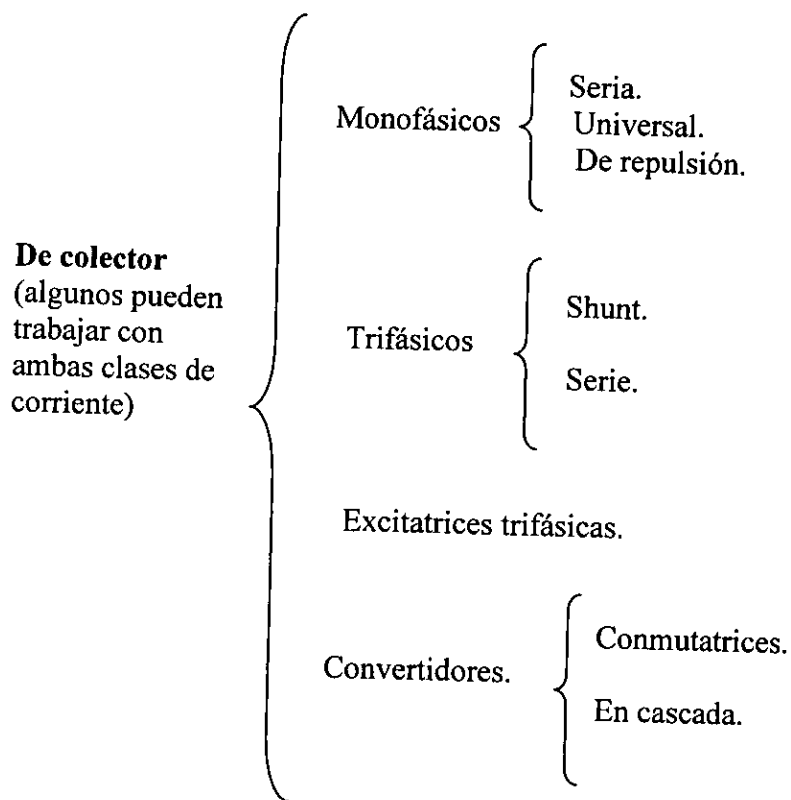 De colector
(algunos pueden
trabajar con
ambas clases de
corriente)
Monofásicos
Seria.
Universal.
De repulsión.
Trifásicos
Shunt.
Serie.
Excitatrices trifásicas.
Convertidores.
Conmutatrices.
En cascada.